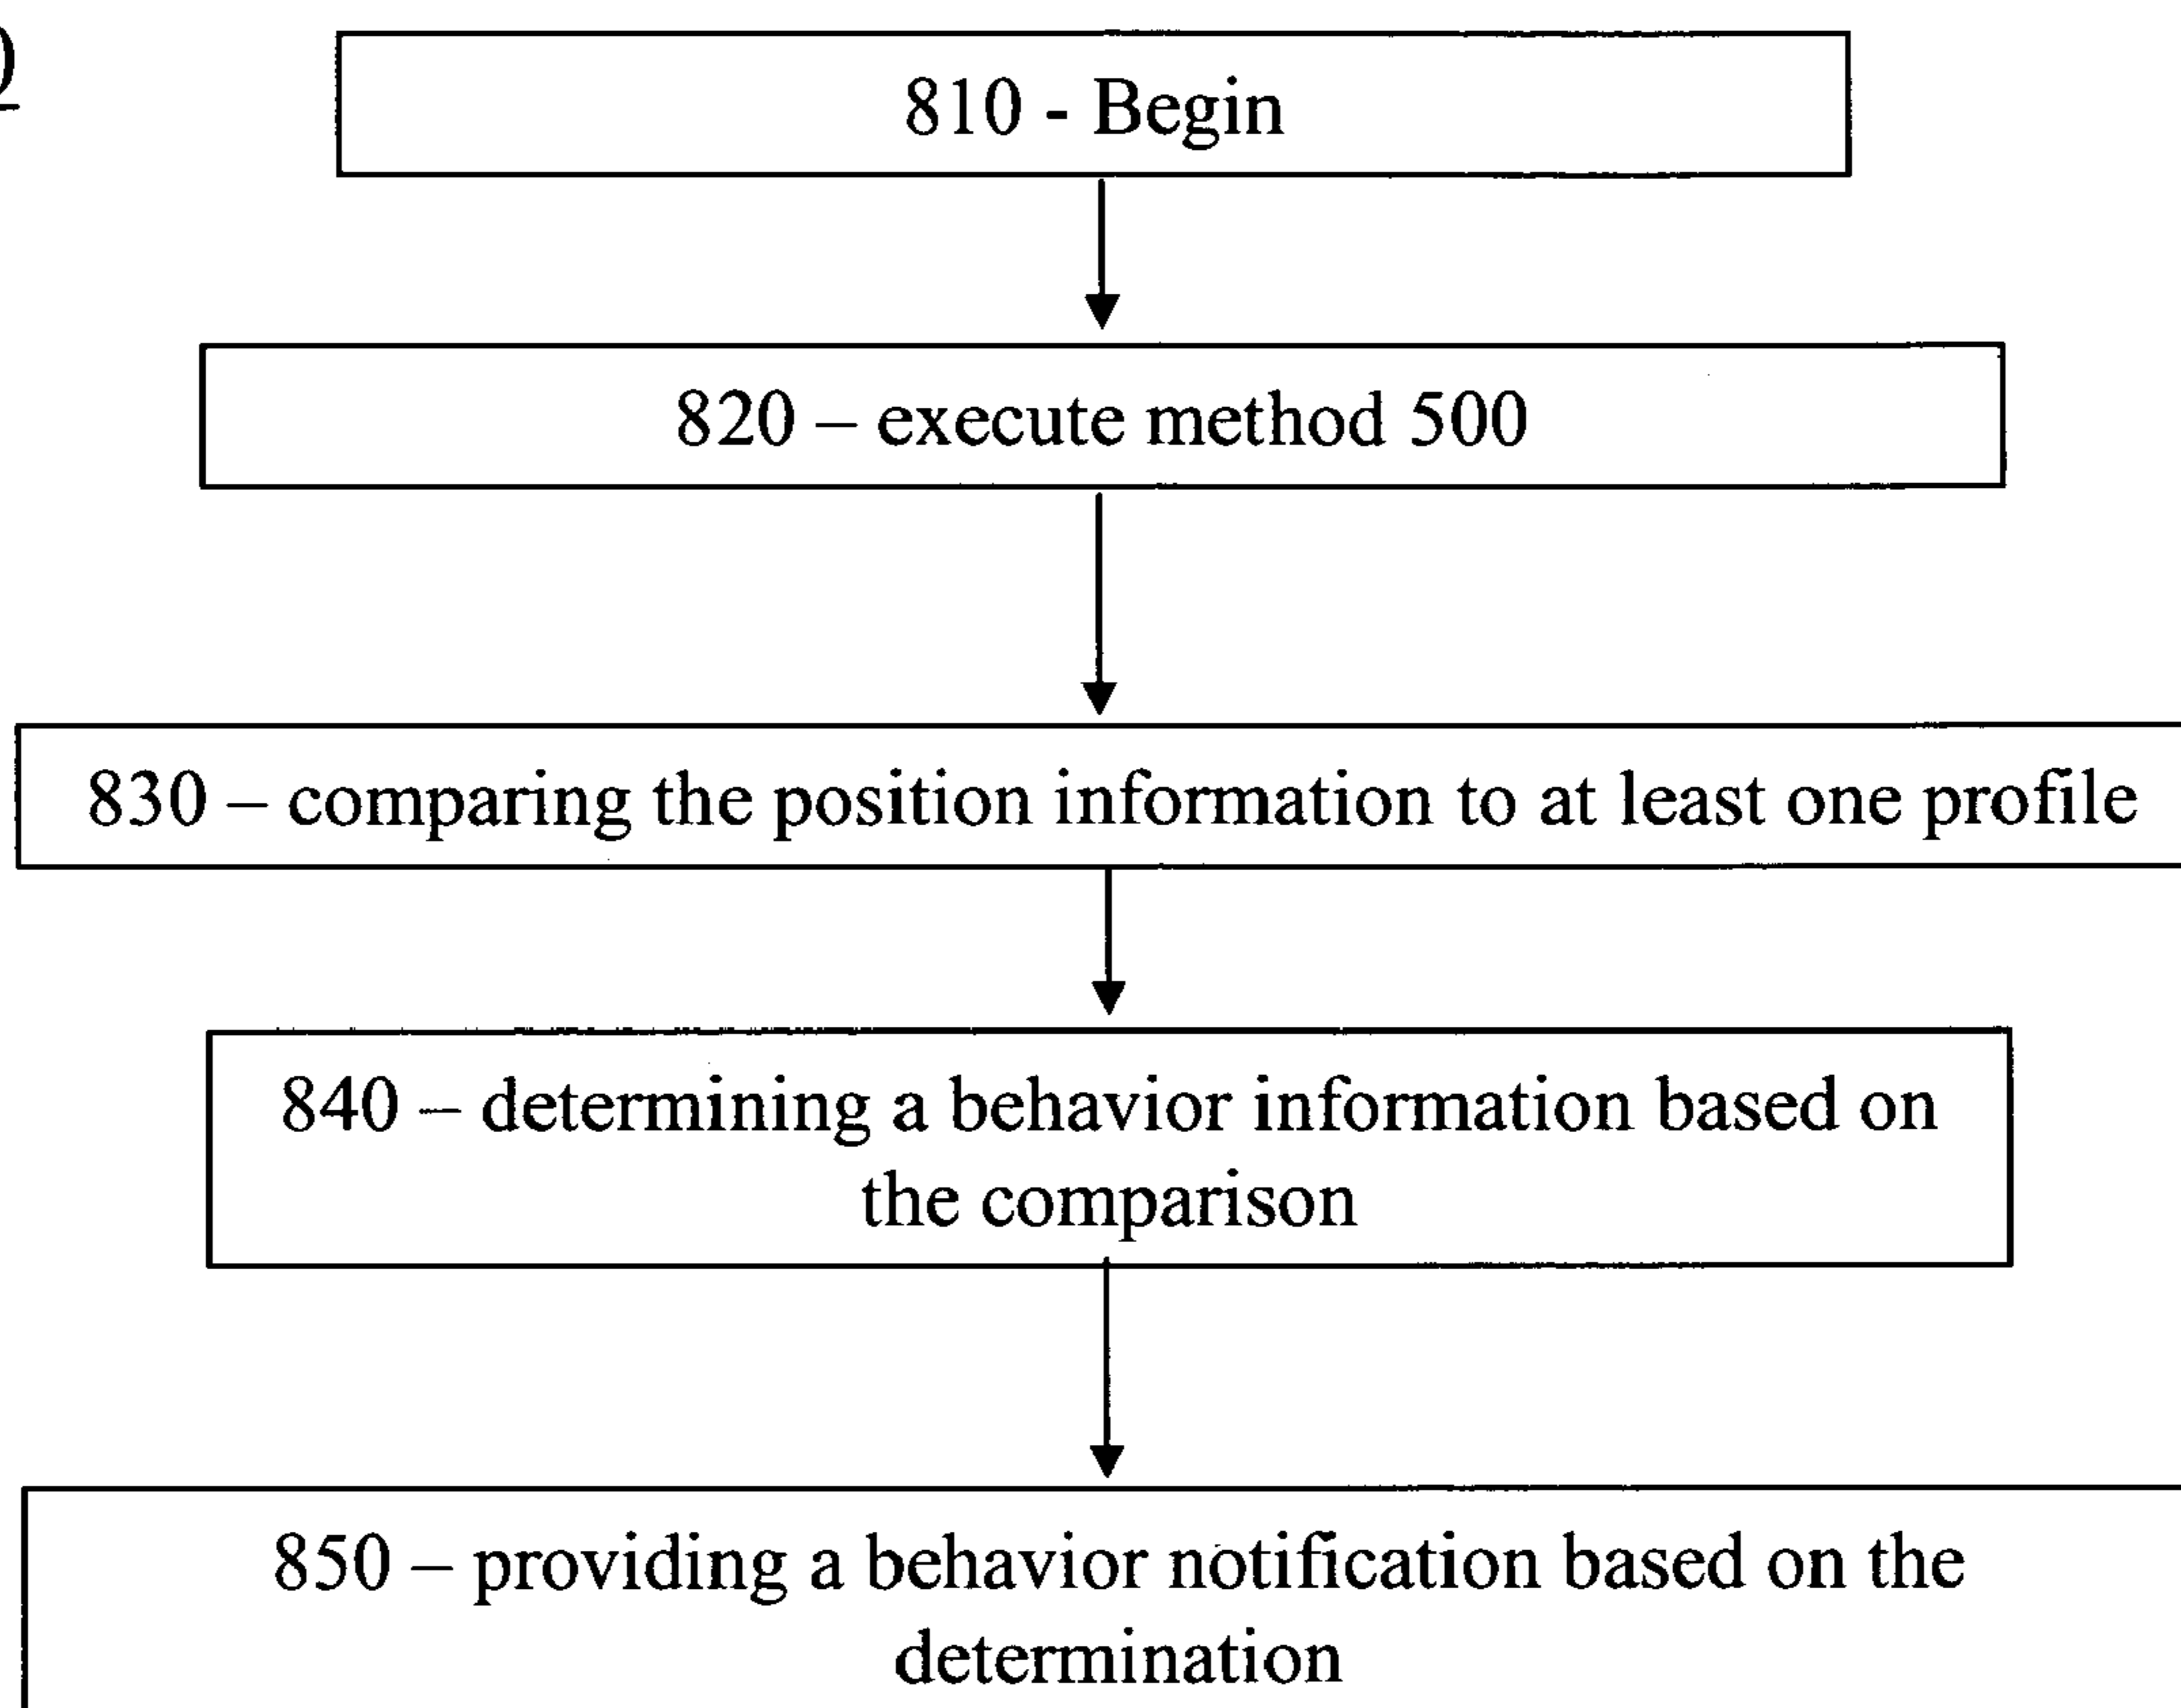 810 - Begin
820 – execute method 500
830 – comparing the position information to at least one profile
840 – determining a behavior information based on
the comparison
850 – providing a behavior notification based on the
determination